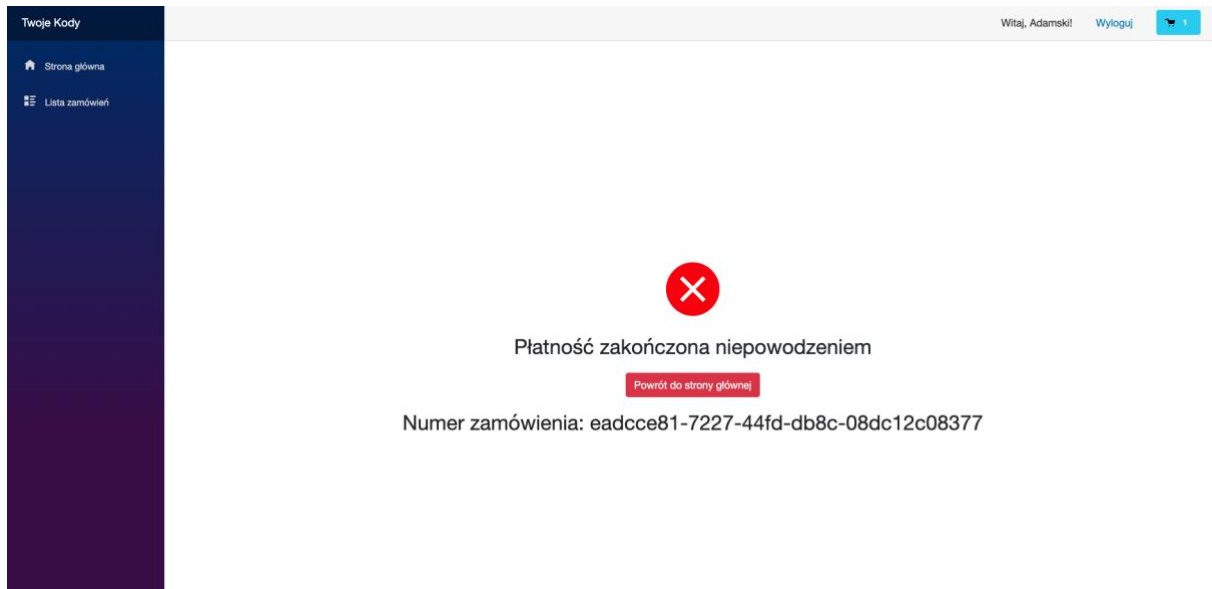 Twoje Kody
Witaj, Adamski! Wyloguj 1
Strona główna
Lista zamówień
Płatność zakończona niepowodzeniem
Powrót do strony głównej
Numer zamówienia: eadcce81-7227-44fd-db8c-08dc12c08377